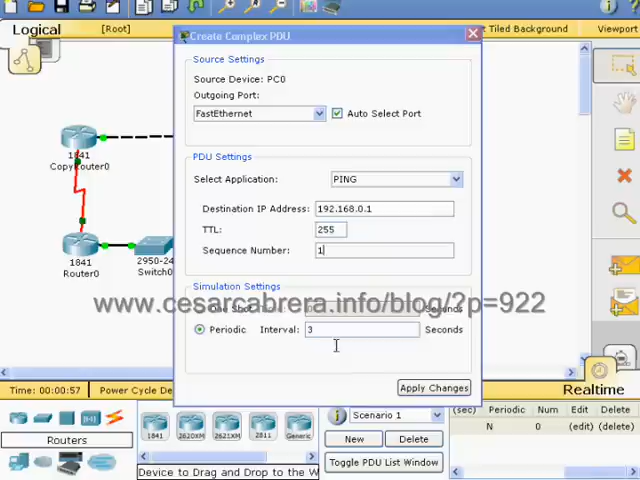 Logical
[Root]
t Tiled Background
Viewport
Create Complex PDU
Source Settings
Source Device: PC0
Outgoing Port:
FastEthernet
Auto Select Port
PDU Settings
Select Application:
PING
Destination IP Address:
192.168.0.1
TTL:
255
Sequence Number:
1
Simulation Settings
Seconds
Periodic
Interval:
3
Seconds
Apply Changes
www.cesarcabrera.info/blog/?p=922
1841
CopyRouter0
1841
Router0
2950-24
Switch0
Time: 00:00:57
Power Cycle De
Realtime
Routers
1841
2620XM
2621XM
2811
Generic
Device to Drag and Drop to the W
Scenario 1
New
Delete
Toggle PDU List Window
(sec)
Periodic
Num
Edit
Delete
N
0
(edit)
(delete)